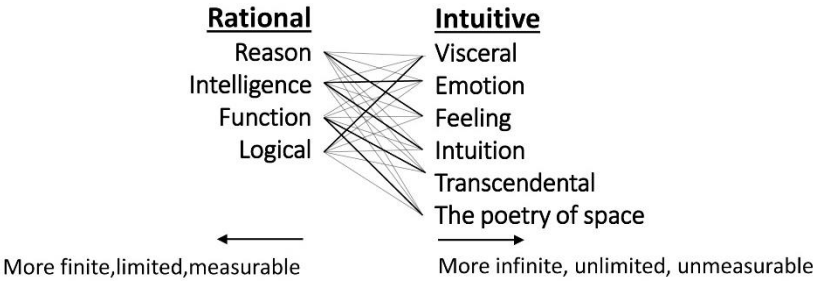 Rational
Intuitive
Reason
Intelligence
Function
Logical
Visceral
Emotion
Feeling
Intuition
Transcendental
The poetry of space
More finite,limited,measurable
More infinite, unlimited, unmeasurable